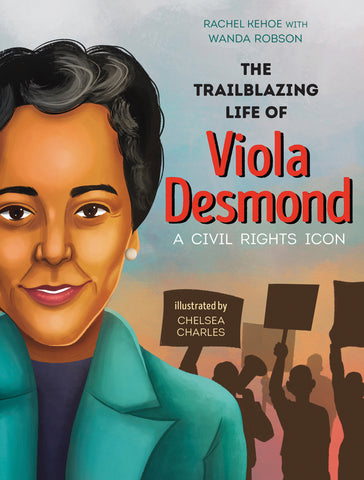 RACHEL KEHOE WITH
WANDA ROBSON
THE
TRAILBLAZING
LIFE OF
Viola
Desmond
A CIVIL RIGHTS ICON
illustrated by
CHELSEA
CHARLES